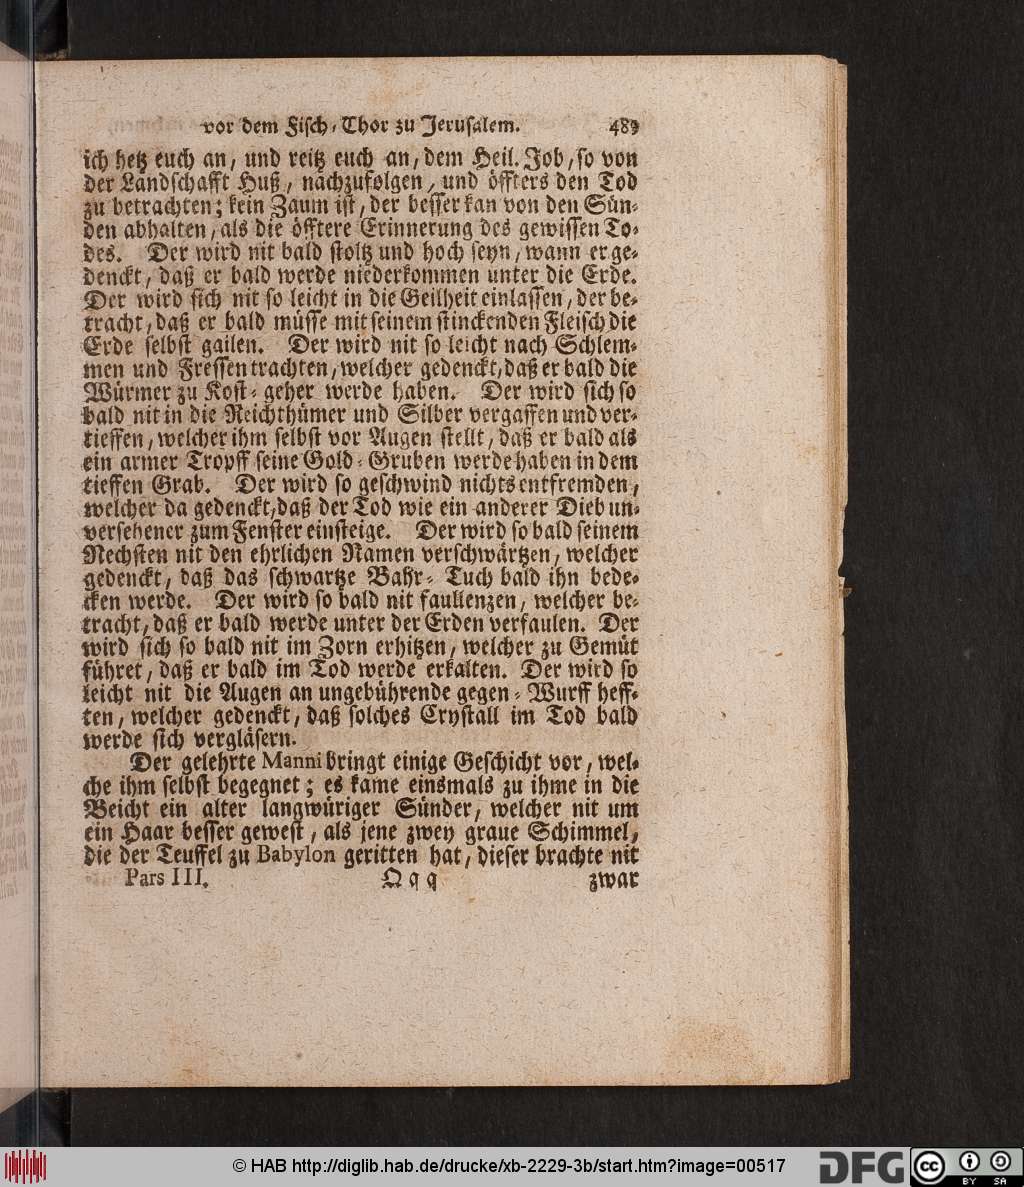 vor dem Fisch-Thor zu Jerusalem. 489
ich hetz euch an, und reitz euch an, dem Heil. Job, so von
der Landschafft Huß, nachzufolgen, und öffters den Tod
zu betrachten; kein Zaum ist, der besser kan von den Sün-
den abhalten, als die öfftere Erinnerung des gewissen To-
des. Der wird nit bald stoltz und hoch seyn, wann er ge-
denckt, daß er bald werde niederkommen unter die Erde.
Der wird sich nit so leicht in die Geilheit einlassen, der be-
tracht, daß er bald müsse mit seinem stinckenden Fleisch die
Erde selbst gailen. Der wird nit so leicht nach Schlem-
men und Fressen trachten, welcher gedenckt, daß er bald die
Würmer zu Kost-geher werde haben. Der wird sich so
bald nit in die Reichthümer und Silber vergaffen und ver-
tieffen, welcher ihm selbst vor Augen stellt, daß er bald als
ein armer Tropff seine Gold-Gruben werde haben in dem
tieffen Grab. Der wird so geschwind nichts entfremden,
welcher da gedenckt, daß der Tod wie ein anderer Dieb un-
versehener zum Fenster einsteige. Der wird so bald seinem
Nechsten nit den ehrlichen Namen verschwärtzen, welcher
gedenckt, daß das schwartze Bahr-Tuch bald ihn bede-
cken werde. Der wird so bald nit faullenzen, welcher be-
tracht, daß er bald werde unter der Erden verfaulen. Der
wird sich so bald nit im Zorn erhitzen, welcher zu Gemüt
führet, daß er bald im Tod werde erkalten. Der wird so
leicht nit die Augen an ungebührende gegen-Wurff heff-
ten, welcher gedenckt, daß solches Crystall im Tod bald
werde sich vergläsern.
Der gelehrte Manni bringt einige Geschicht vor, wel-
che ihm selbst begegnet; es kame einsmals zu ihme in die
Beicht ein alter langwüriger Sünder, welcher nit um
ein Haar besser gewest, als jene zwey graue Schimmel,
die der Teuffel zu Babylon geritten hat, dieser brachte nit
Pars III. Qqq zwar
© HAB http://diglib.hab.de/drucke/xb-2229-3b/start.htm?image=00517
DFG
cc BY SA